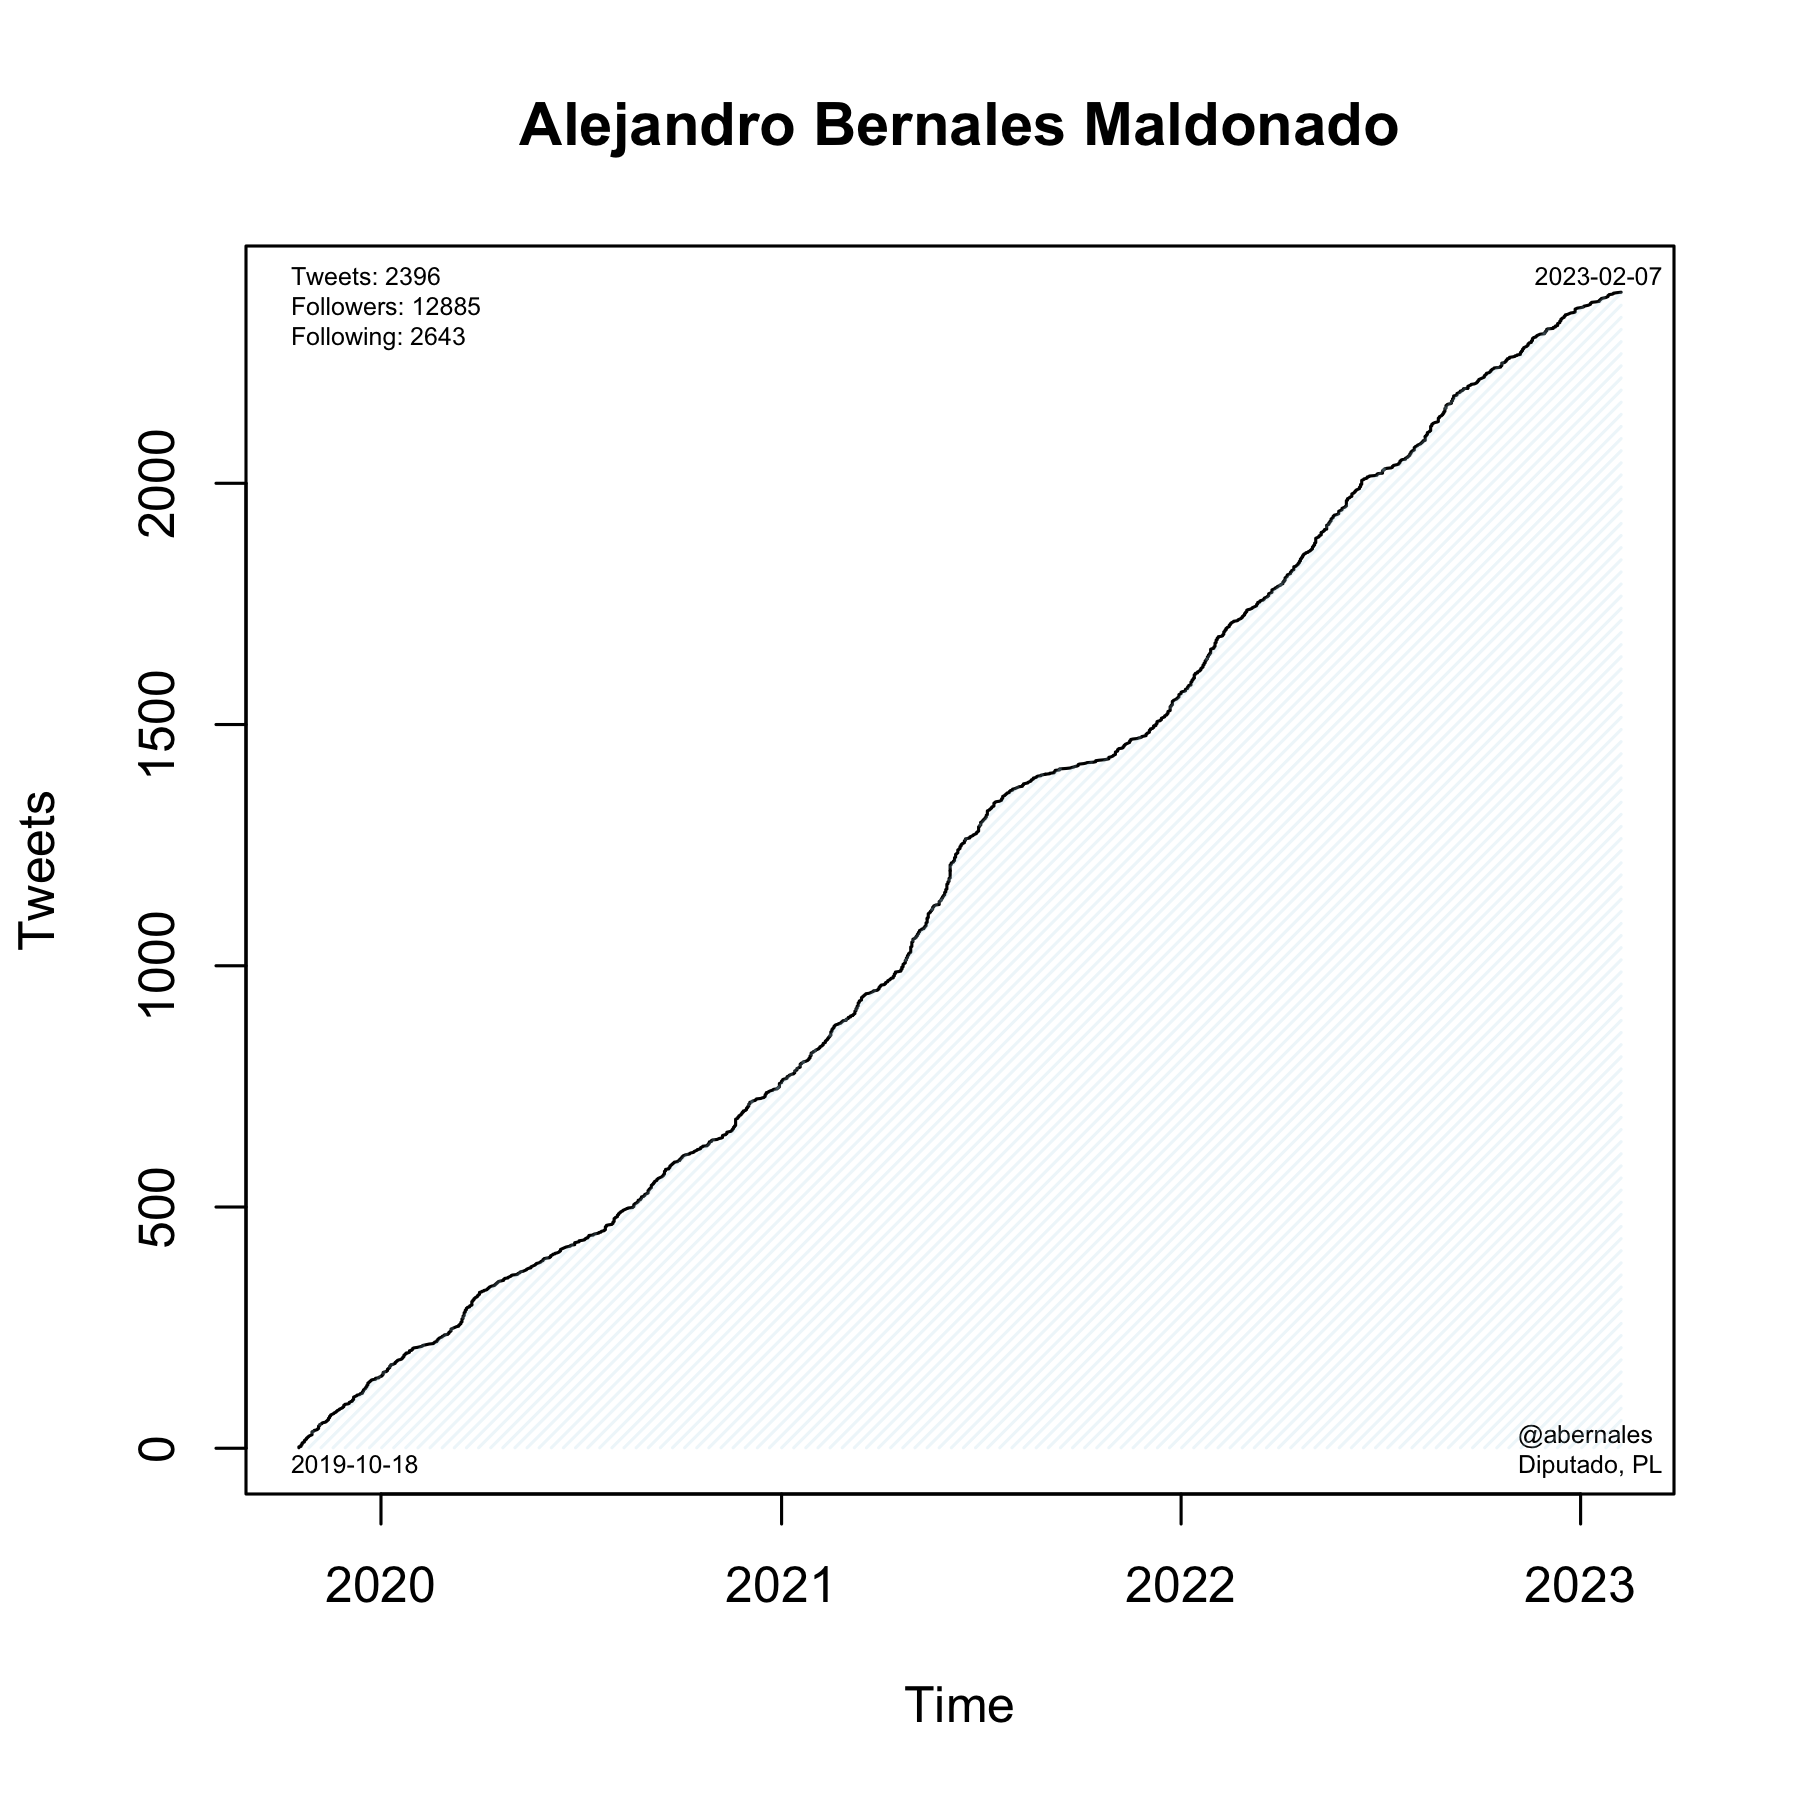 Alejandro Bernales Maldonado
Tweets: 2396
Followers: 12885
Following: 2643
2023-02-07
2000
1500
1000
500
0
Tweets
2019-10-18
@abernales
Diputado, PL
2020
2021
2022
2023
Time